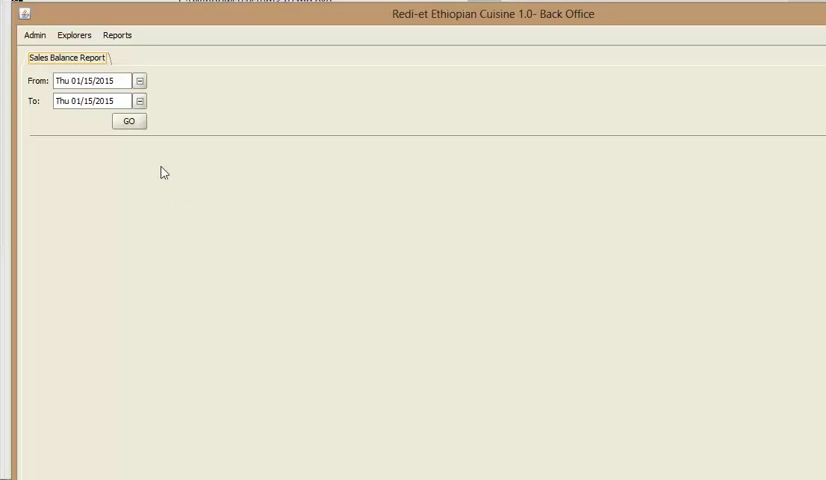 Redi-et Ethiopian Cuisine 1.0- Back Office
Admin Explorers Reports
Sales Balance Report
From: Thu 01/15/2015
To: Thu 01/15/2015
GO